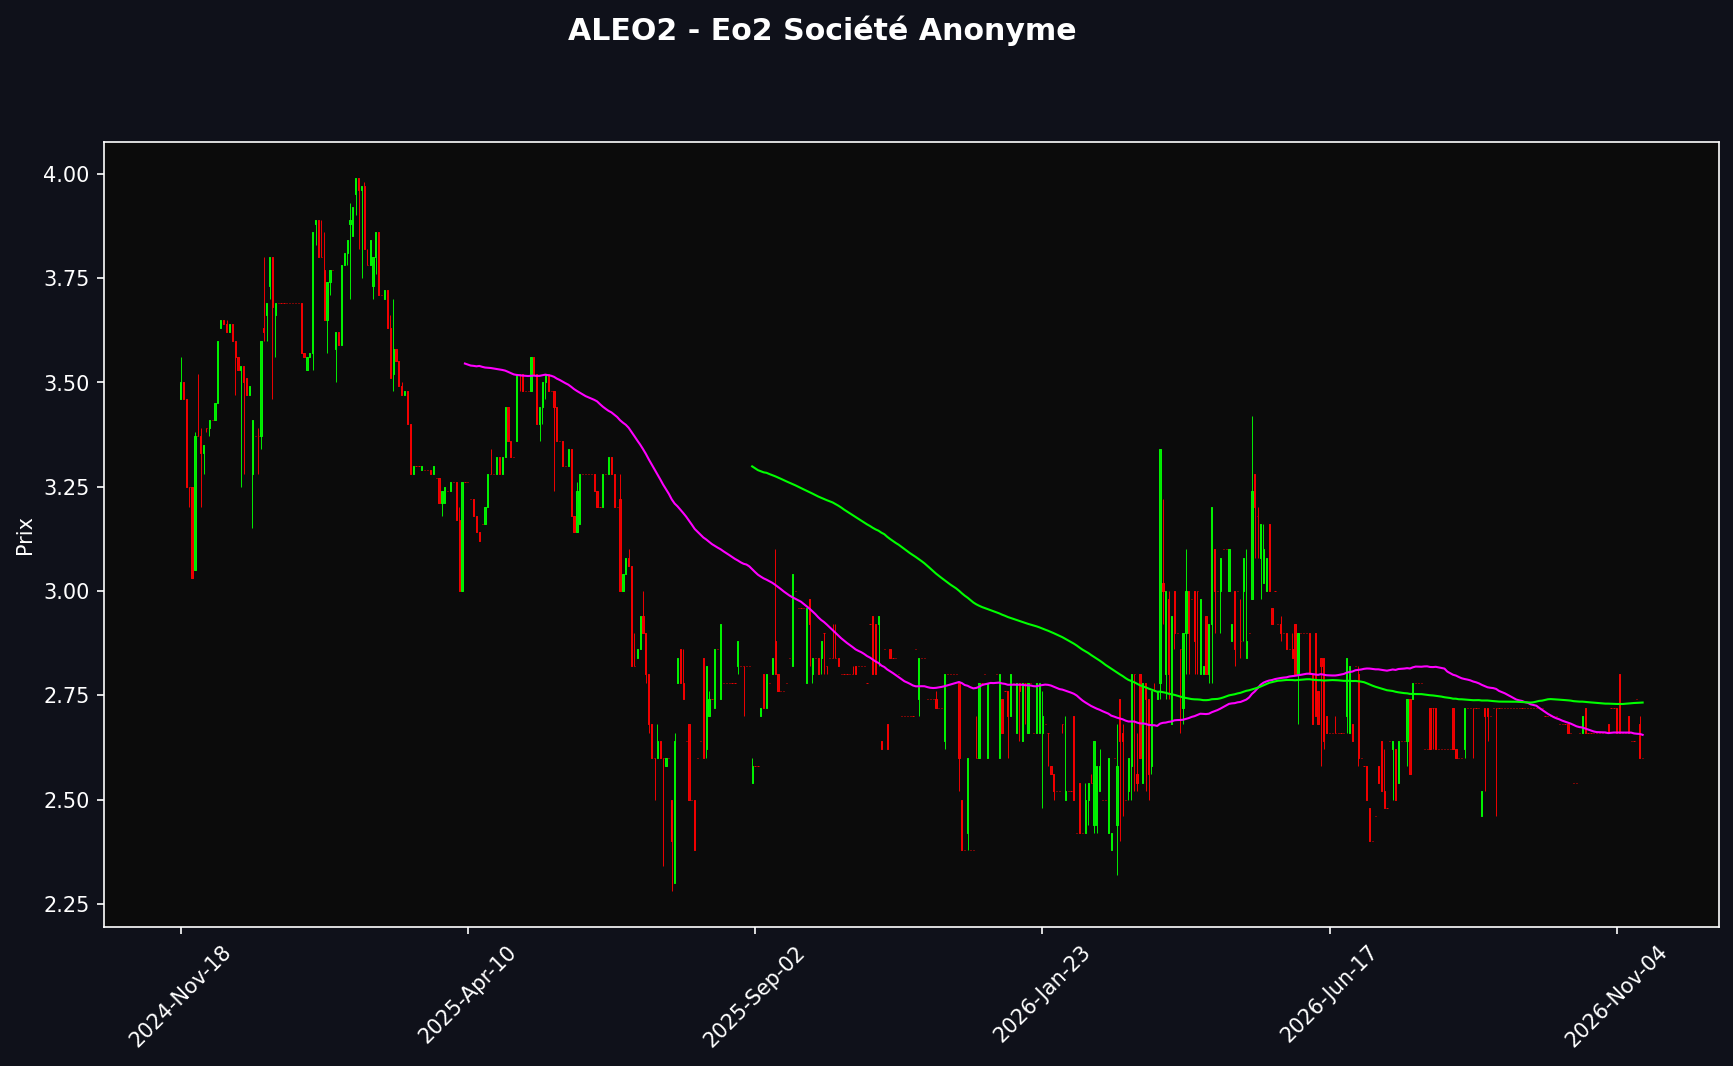 ALEO2 - Eo2 Société Anonyme
Prix
4.00
3.75
3.50
3.25
3.00
2.75
2.50
2.25
2024-Nov-18
2025-Apr-10
2025-Sep-02
2026-Jan-23
2026-Jun-17
2026-Nov-04